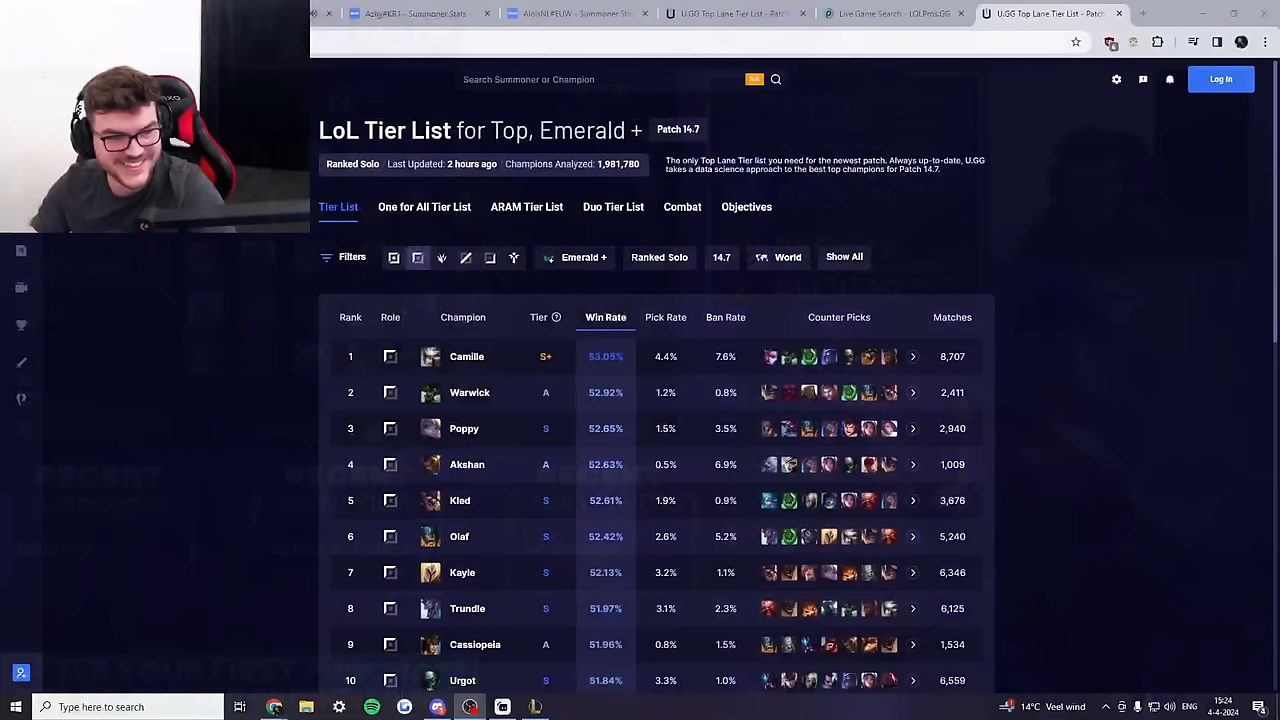 Azliy#KB1 - Summoner Stats
U.GG Top Lane Tier List - Patch
Live Game Search - LOLPros.GG
U.GG Top Lane Tier List - Patch
Search Summoner or Champion
Log In
LoL Tier List for Top, Emerald +
Patch 14.7
Ranked Solo Last Updated: 2 hours ago Champions Analyzed: 1,981,780
The only Top Lane Tier list you need for the newest patch. Always up-to-date, U.GG
takes a data science approach to the best top champions for Patch 14.7.
Tier List One for All Tier List ARAM Tier List Duo Tier List Combat Objectives
Filters Emerald + Ranked Solo 14.7 World Show All
Rank Role Champion Tier Win Rate Pick Rate Ban Rate Counter Picks Matches
1 Camille S+ 53.05% 4.4% 7.6% 8,707
2 Warwick A 52.92% 1.2% 0.8% 2,411
3 Poppy S 52.65% 1.5% 3.5% 2,940
4 Akshan A 52.63% 0.5% 6.9% 1,009
5 Kled S 52.61% 1.9% 0.9% 3,676
6 Olaf S 52.42% 2.6% 5.2% 5,240
7 Kayle S 52.13% 3.2% 1.1% 6,346
8 Trundle S 51.97% 3.1% 2.3% 6,125
9 Cassiopeia A 51.96% 0.8% 1.5% 1,534
10 Urgot S 51.84% 3.3% 1.0% 6,559
Type here to search
14°C Veel wind
ENG
15:24
4-4-2024